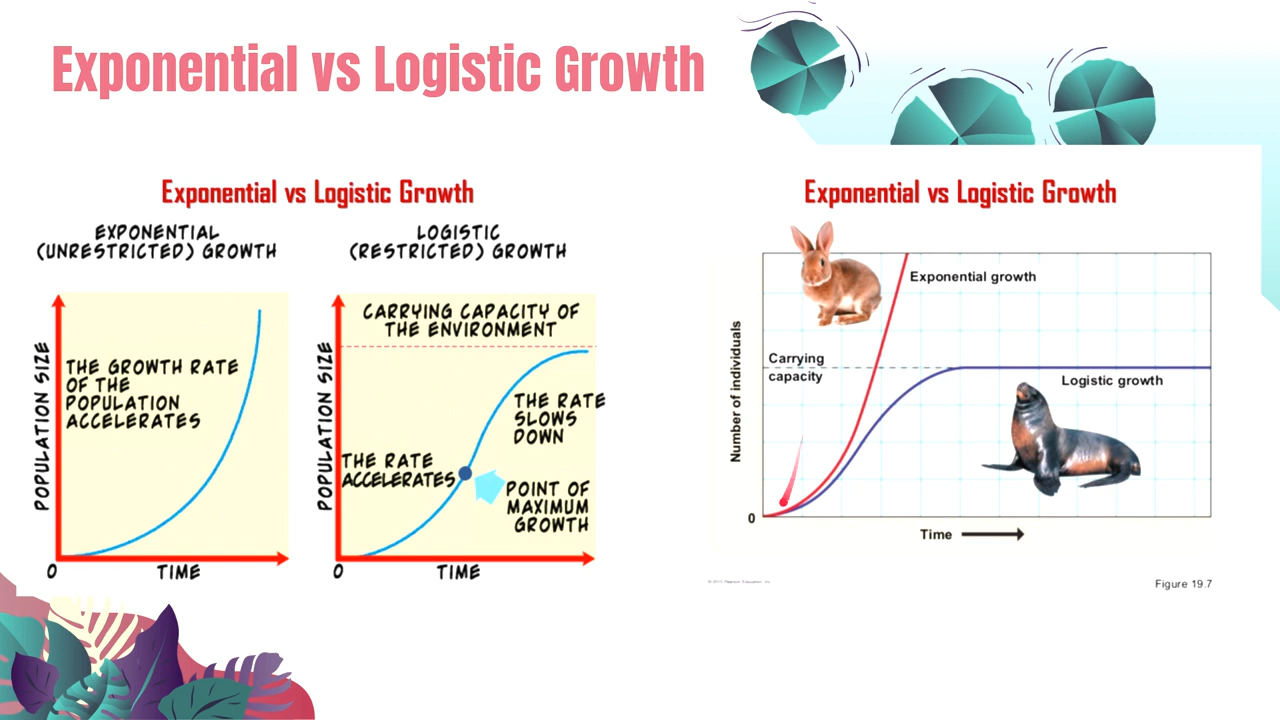 Exponential vs Logistic Growth
Exponential vs Logistic Growth
EXPONENTIAL
(UNRESTRICTED) GROWTH
POPULATION SIZE
THE GROWTH RATE
OF THE
POPULATION
ACCELERATES
0
TIME
LOGISTIC
(RESTRICTED) GROWTH
POPULATION SIZE
CARRYING CAPACITY OF
THE ENVIRONMENT
THE RATE
SLOWS
DOWN
THE RATE
ACCELERATES
POINT OF
MAXIMUM
GROWTH
0
TIME
Exponential vs Logistic Growth
Number of individuals
Exponential growth
Carrying
capacity
Logistic growth
0
Time
Figure 19.7